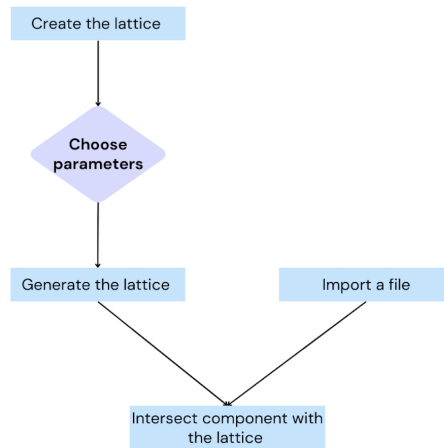 Create the lattice
Choose
parameters
Generate the lattice
Import a file
Intersect component with
the lattice